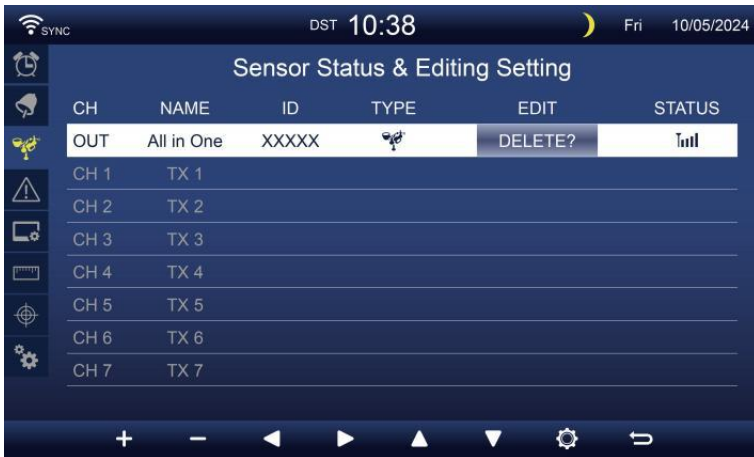 SYNC DST 10:38 Fri 10/05/2024
Sensor Status & Editing Setting
CH NAME ID TYPE EDIT STATUS
OUT All in One XXXXX DELETE?
CH 1 TX 1
CH 2 TX 2
CH 3 TX 3
CH 4 TX 4
CH 5 TX 5
CH 6 TX 6
CH 7 TX 7